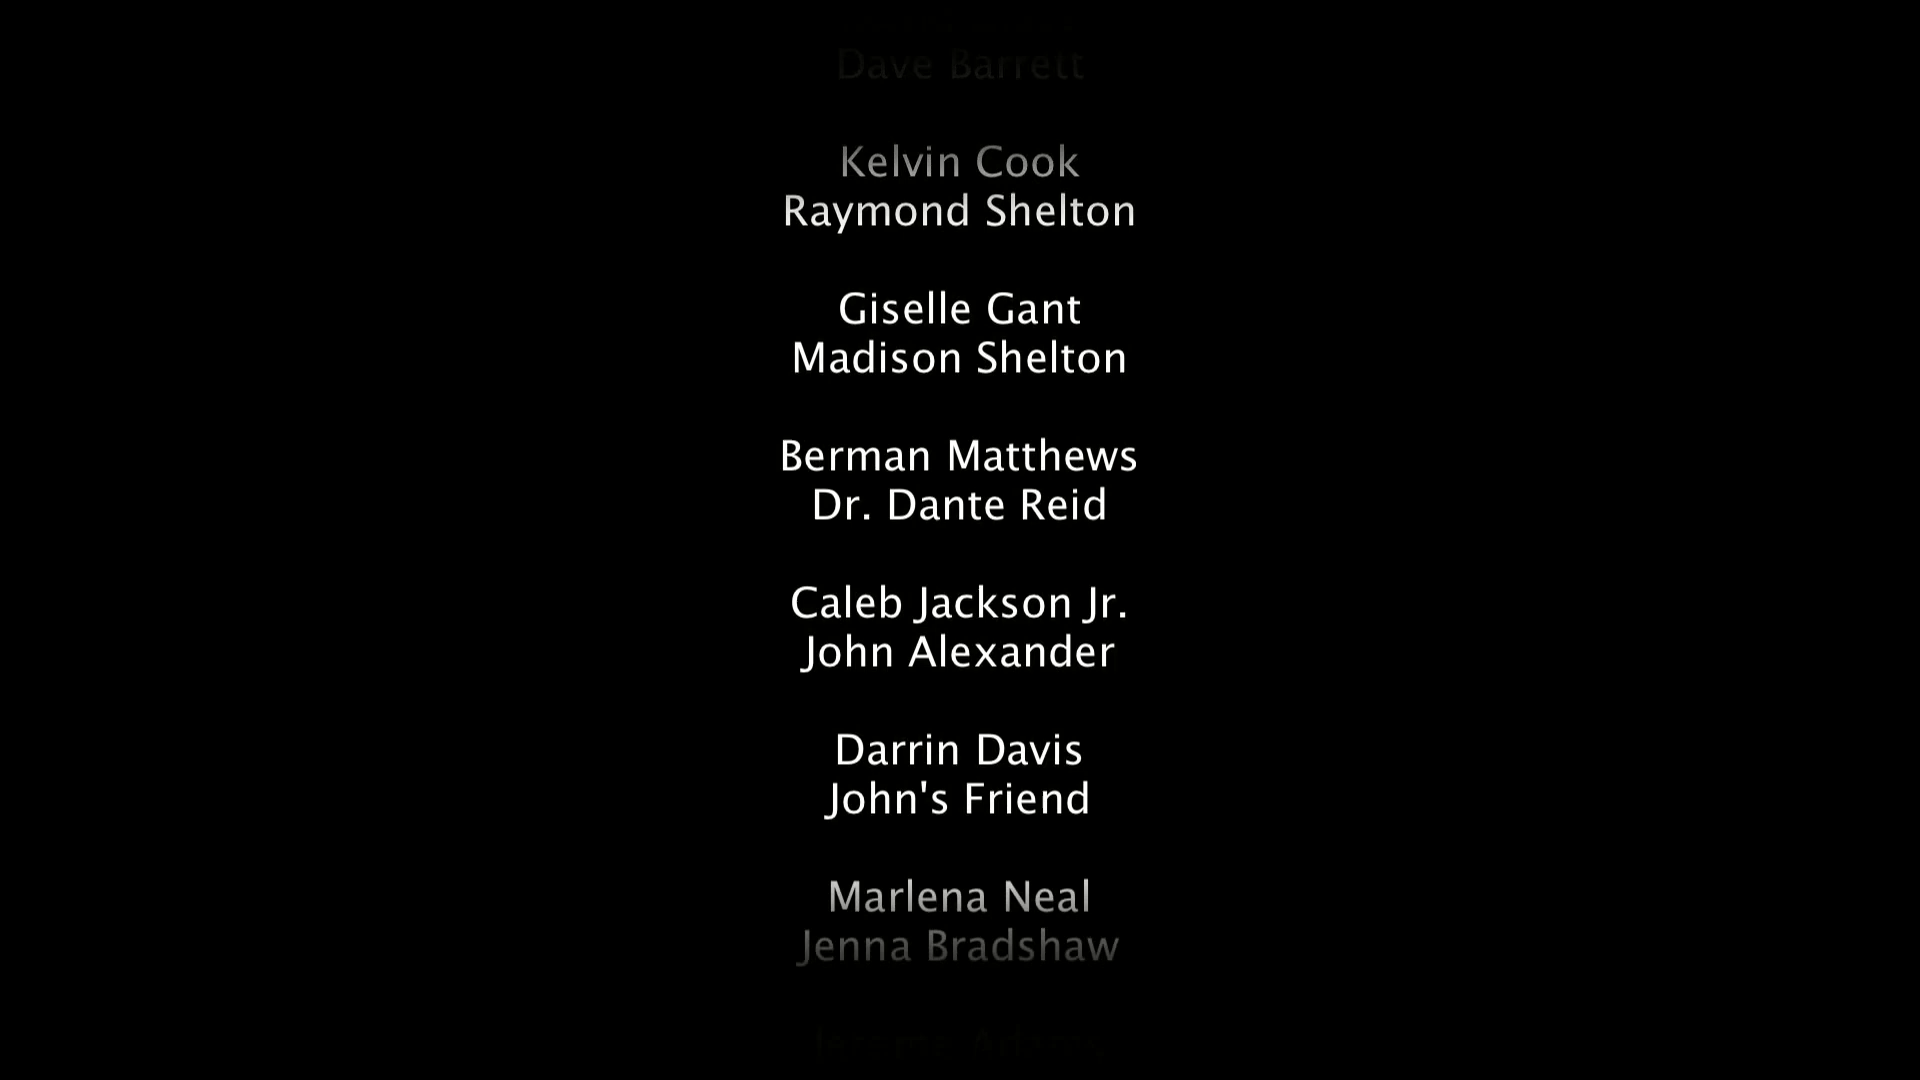 Dave Barrett
Kelvin Cook
Raymond Shelton
Giselle Gant
Madison Shelton
Berman Matthews
Dr. Dante Reid
Caleb Jackson Jr.
John Alexander
Darrin Davis
John's Friend
Marlena Neal
Jenna Bradshaw